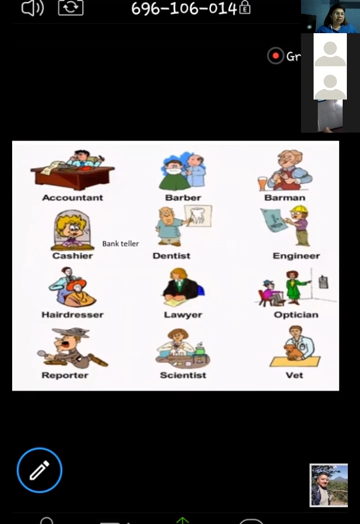 696-106-014
Gr
Accountant Barber Barman
Bank teller
Cashier Dentist Engineer
Hairdresser Lawyer Optician
Reporter Scientist Vet